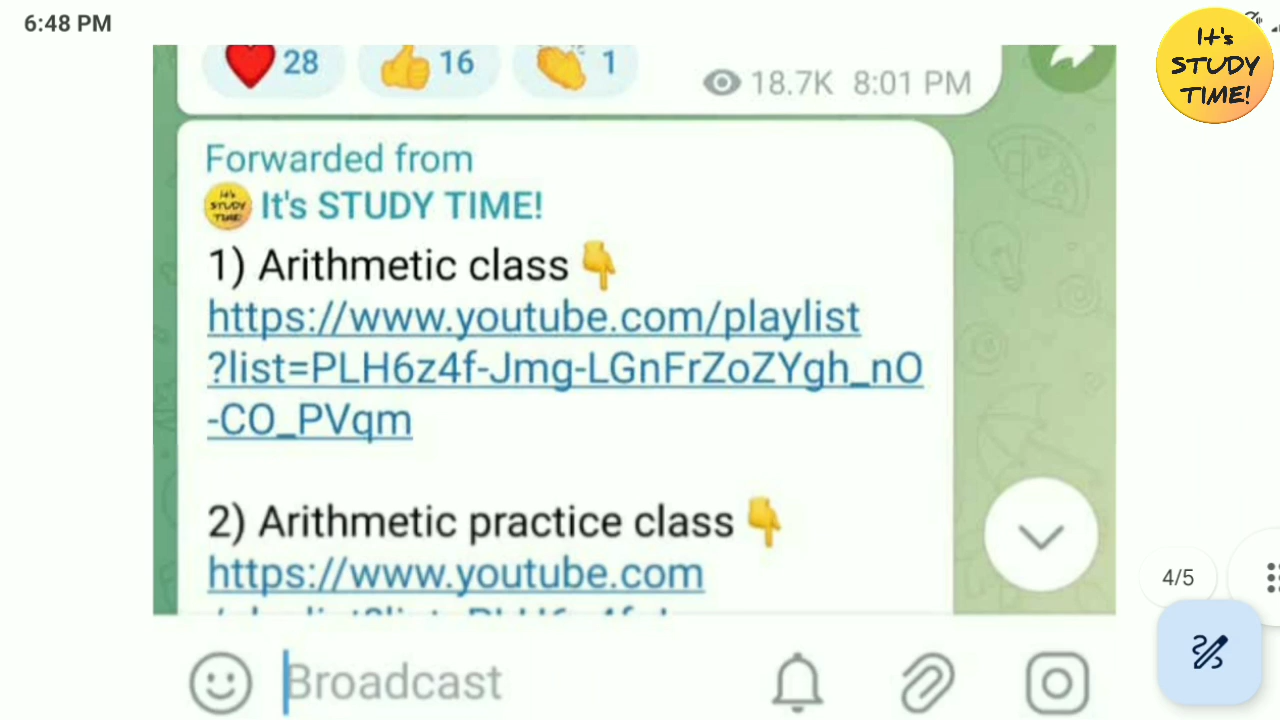 6:48 PM
It's
STUDY
TIME!
28 16 1 18.7K 8:01 PM
Forwarded from
It's STUDY TIME!
1) Arithmetic class👇
https://www.youtube.com/playlist
?list=PLH6z4f-Jmg-LGnFrZoZYgh_nO
-CO_PVqm
2) Arithmetic practice class👇
https://www.youtube.com
4/5
Broadcast